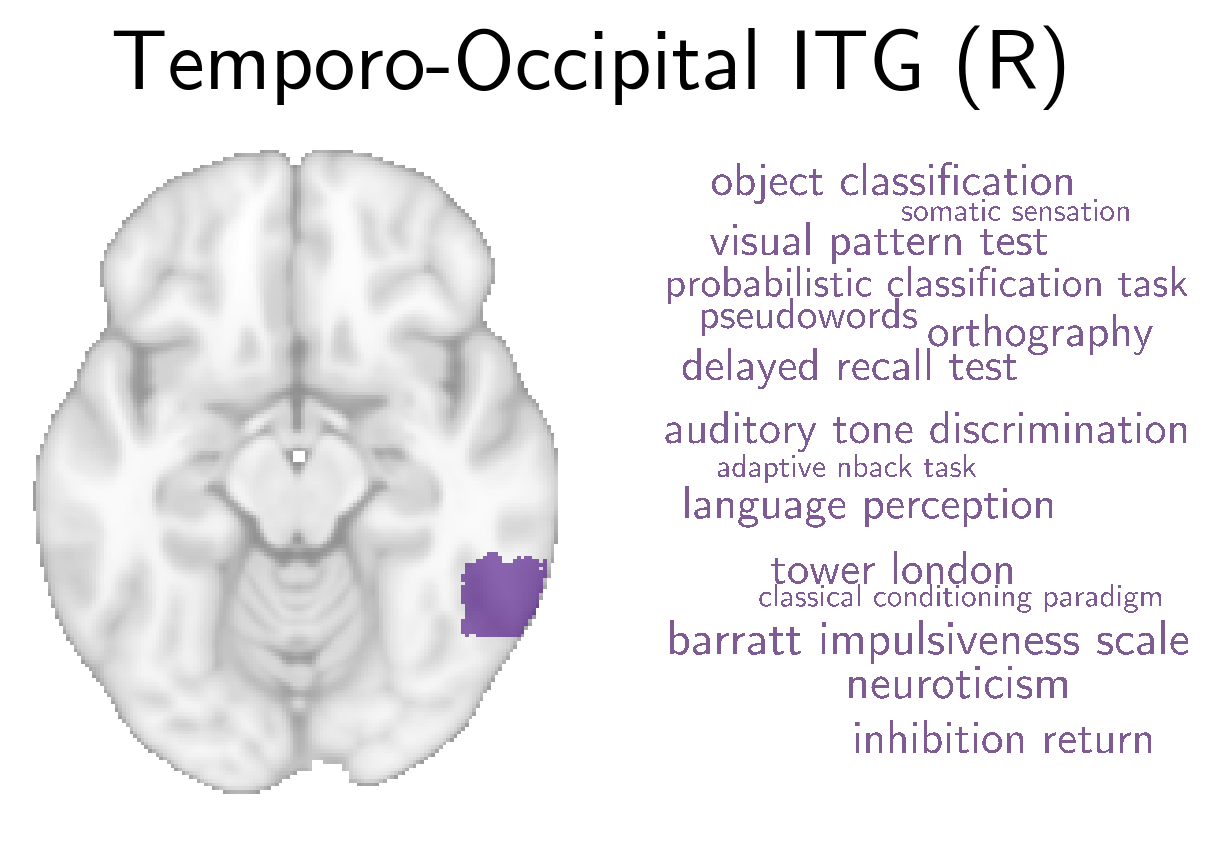 Temporo-Occipital ITG (R)
object classification
somatic sensation
visual pattern test
probabilistic classification task
pseudowords
orthography
delayed recall test
auditory tone discrimination
adaptive nback task
language perception
tower london
classical conditioning paradigm
barratt impulsiveness scale
neuroticism
inhibition return